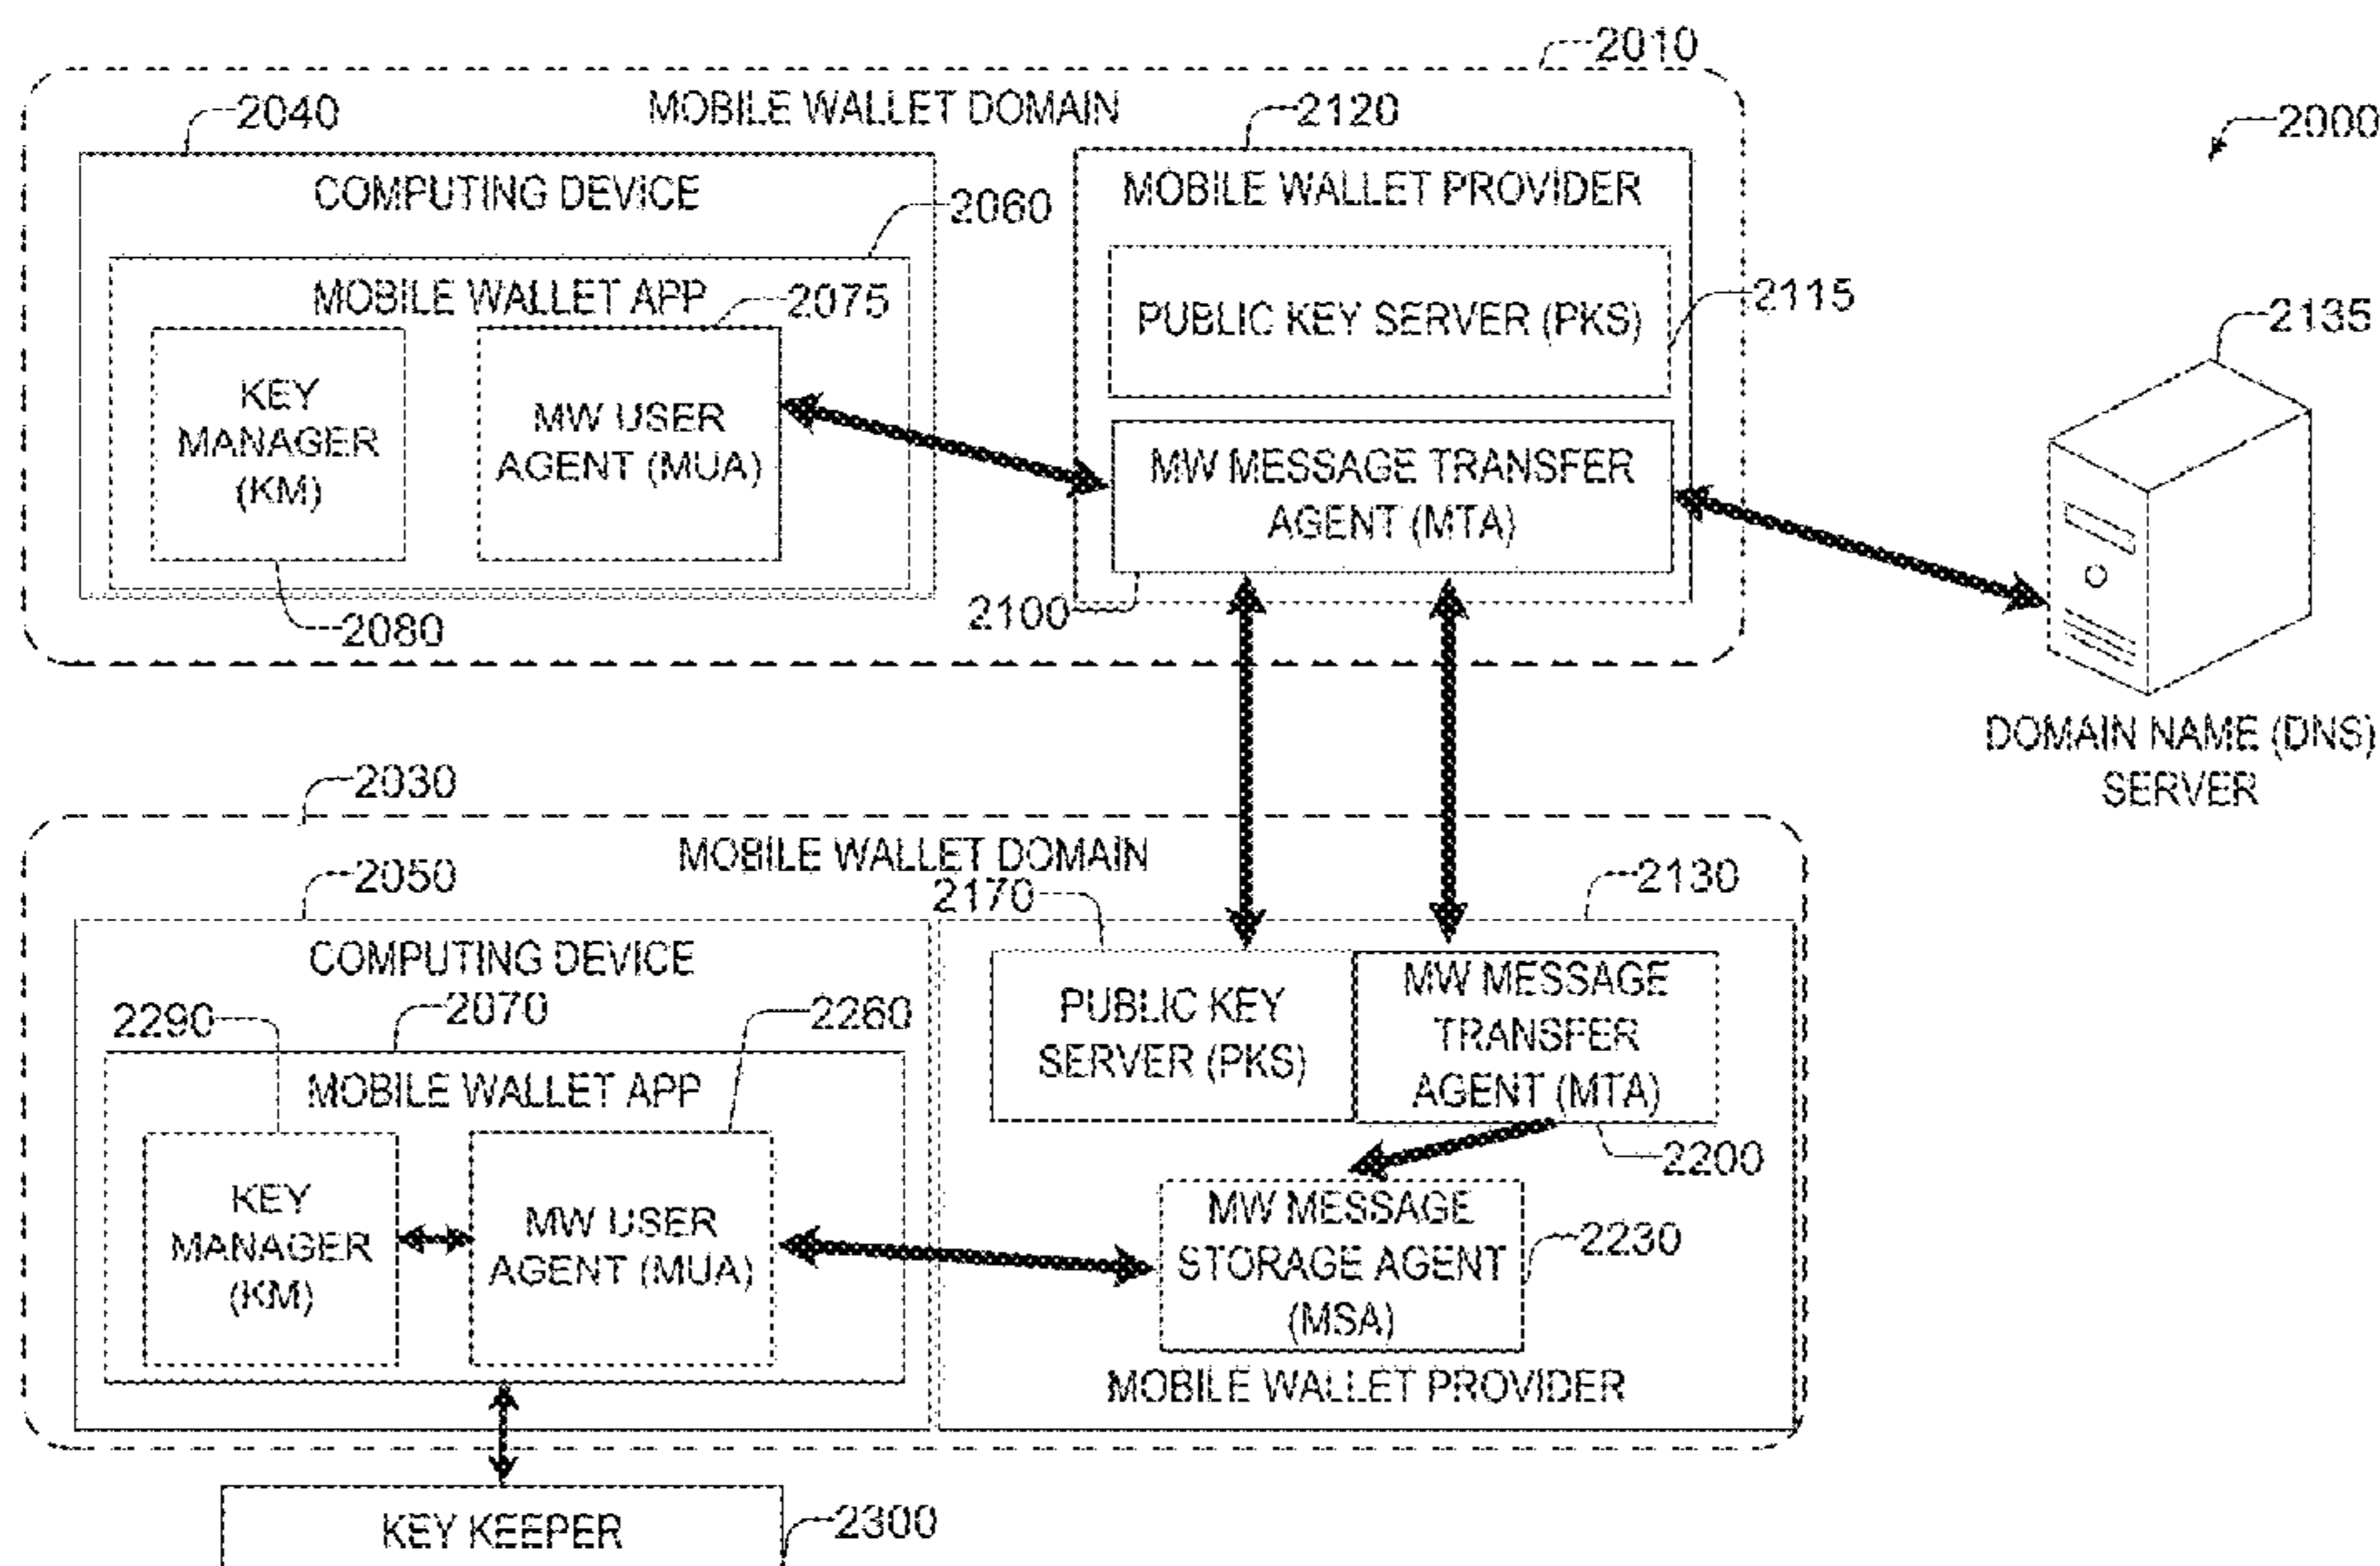 2010
MOBILE WALLET DOMAIN
2040
2120
2000
COMPUTING DEVICE
MOBILE WALLET PROVIDER
2060
MOBILE WALLET APP
2075
PUBLIC KEY SERVER (PKS)
2115
2135
KEY
MANAGER
(KM)
MW USER
AGENT (MUA)
MW MESSAGE TRANSFER
AGENT (MTA)
2080
2100
DOMAIN NAME (DNS)
SERVER
2030
MOBILE WALLET DOMAIN
2050
2170
2130
COMPUTING DEVICE
2290
2070
2260
PUBLIC KEY
SERVER (PKS)
MW MESSAGE
TRANSFER
AGENT (MTA)
MOBILE WALLET APP
2200
KEY
MANAGER
(KM)
MW USER
AGENT (MUA)
MW MESSAGE
STORAGE AGENT
(MSA)
2230
MOBILE WALLET PROVIDER
KEY KEEPER
2300